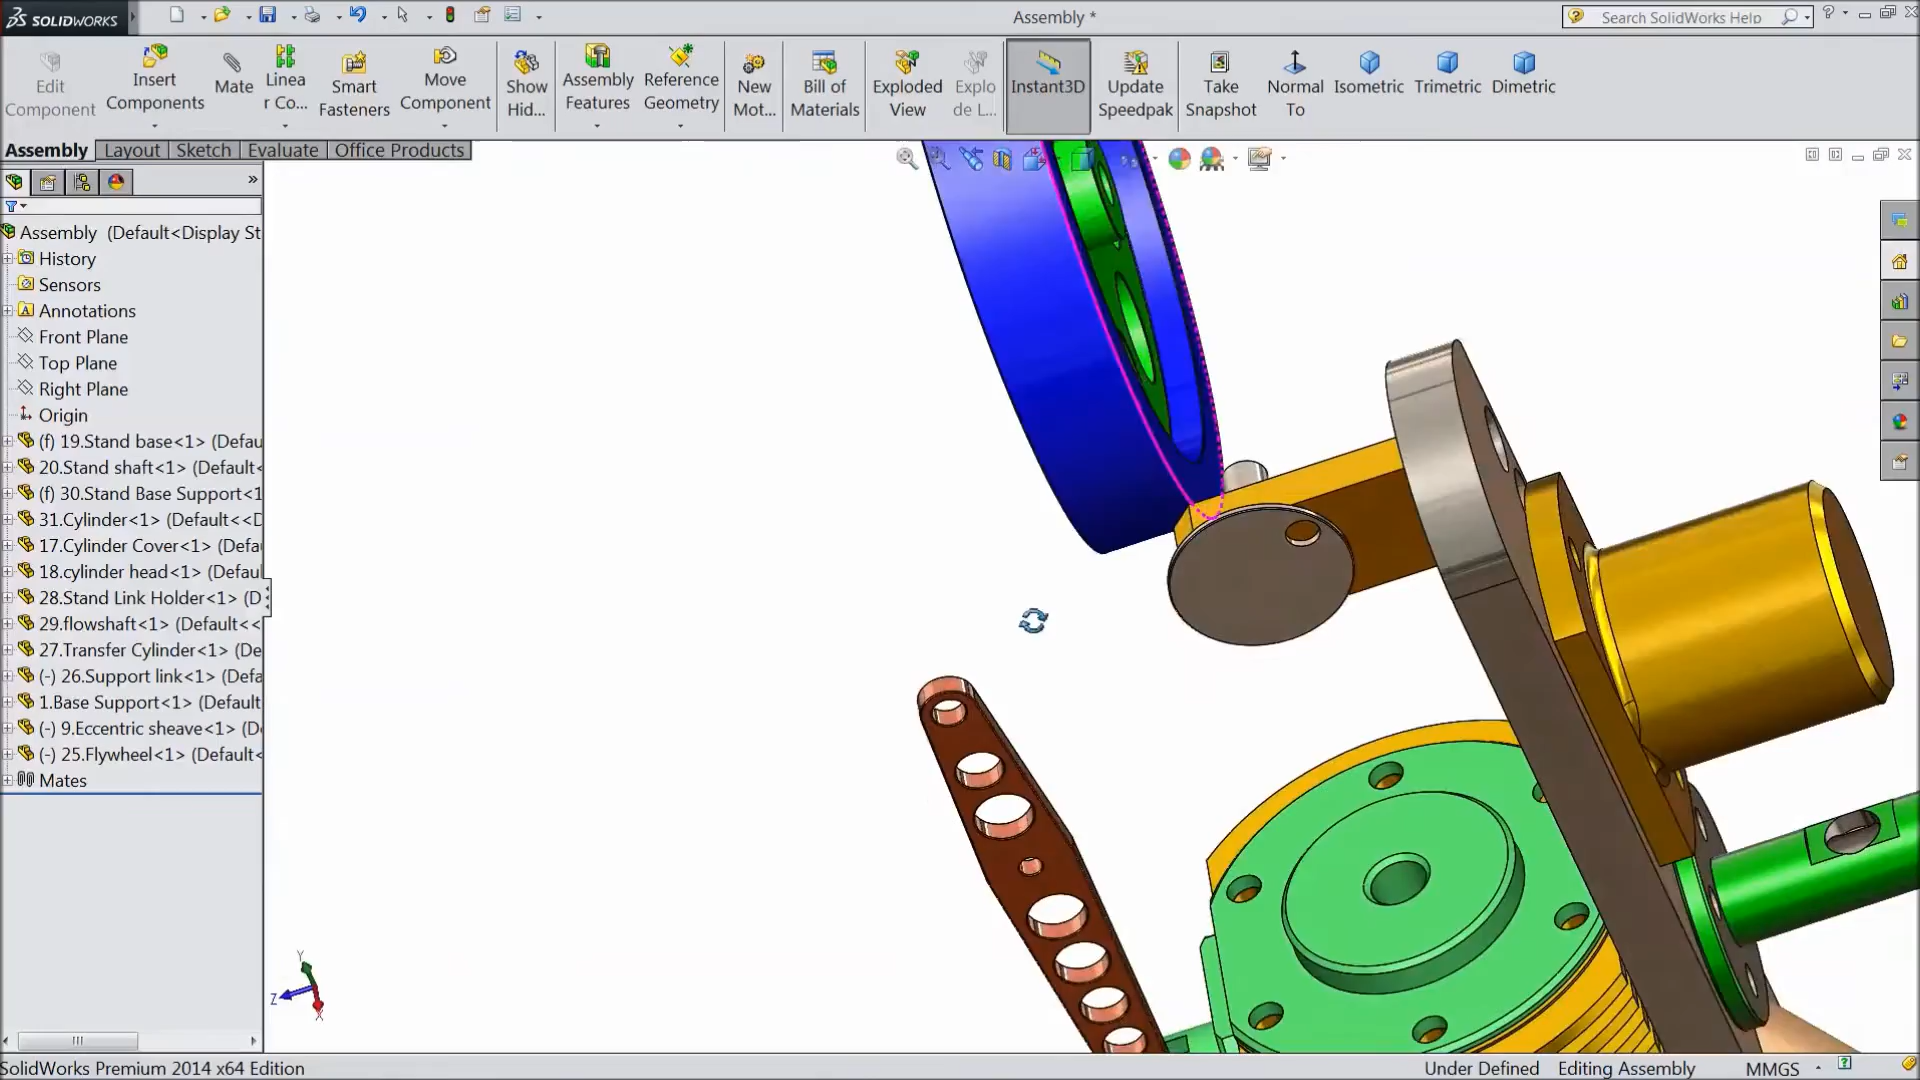 SOLIDWORKS
Assembly *
Search SolidWorks Help
Edit Component
Insert Components
Mate
Linea r Co...
Smart Fasteners
Move Component
Show Hid...
Assembly Features
Reference Geometry
New Mot...
Bill of Materials
Exploded View
Explo de L...
Instant3D
Update Speedpak
Take Snapshot
Normal To
Isometric
Trimetric
Dimetric
Assembly
Layout
Sketch
Evaluate
Office Products
Assembly (Default<Display St
History
Sensors
Annotations
Front Plane
Top Plane
Right Plane
Origin
(f) 19.Stand base<1> (Defau
20.Stand shaft<1> (Default<
(f) 30.Stand Base Support<1
31.Cylinder<1> (Default<<D
17.Cylinder Cover<1> (Defa
18.cylinder head<1> (Defaul
28.Stand Link Holder<1> (D
29.flowshaft<1> (Default<<
27.Transfer Cylinder<1> (De
(-) 26.Support link<1> (Defa
1.Base Support<1> (Default
(-) 9.Eccentric sheave<1> (D
(-) 25.Flywheel<1> (Default<
Mates
Y
Z
X
SolidWorks Premium 2014 x64 Edition
Under Defined
Editing Assembly
MMGS